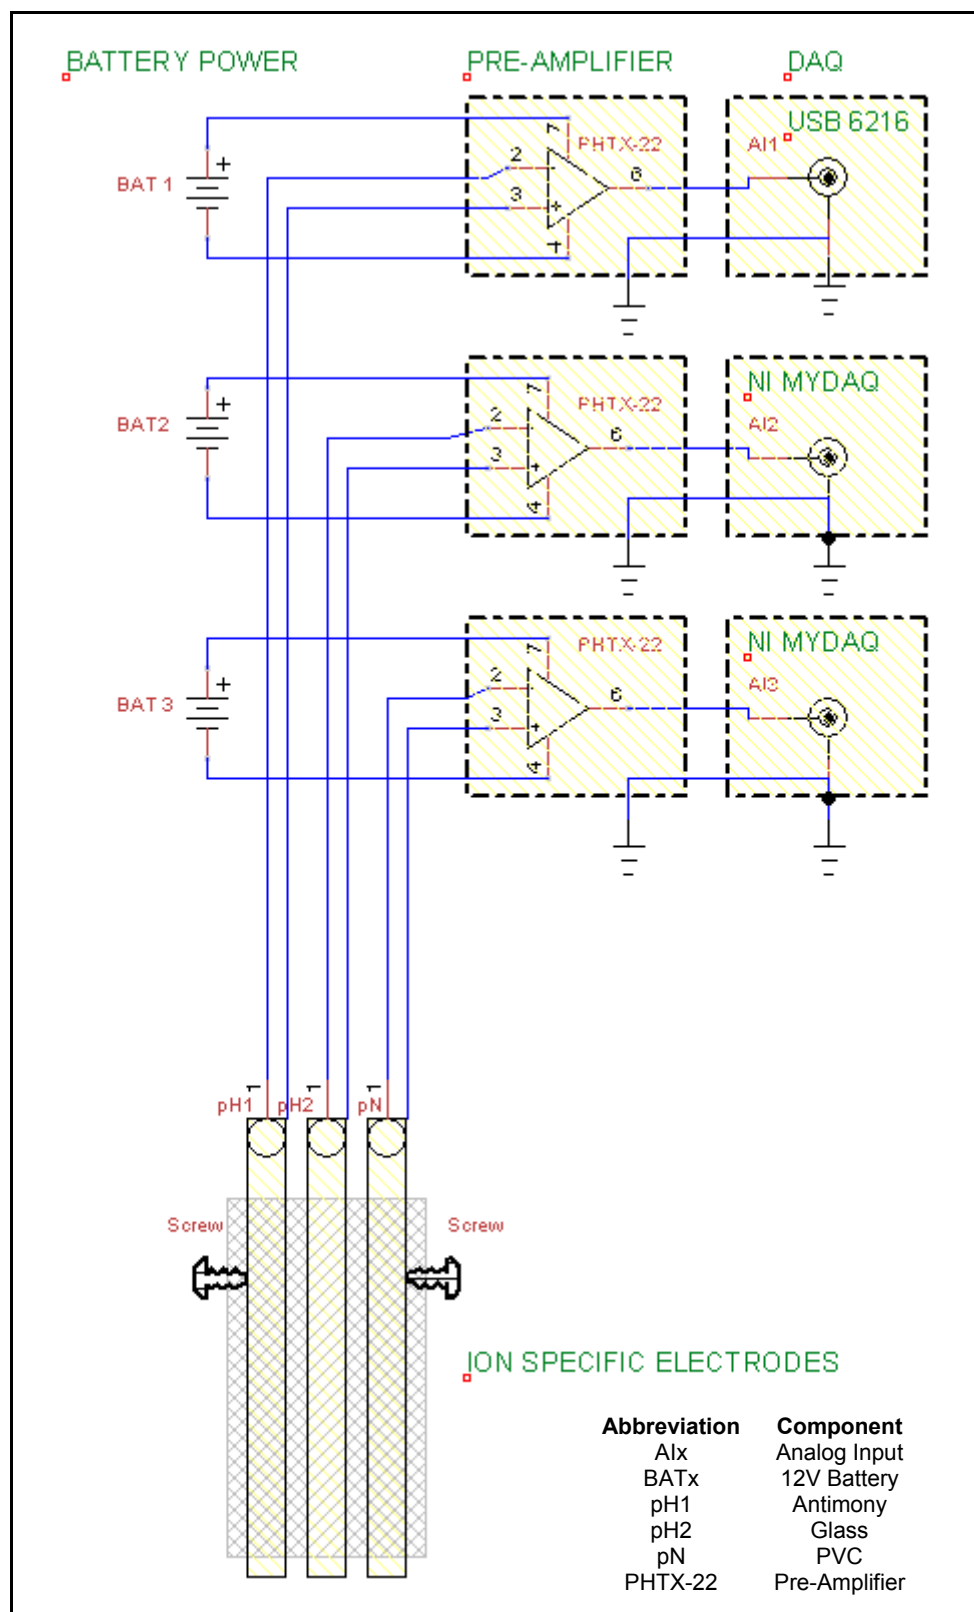 BATTERY POWER PRE-AMPLIFIER DAQ
USB 6216
7 PHTX-22 AI1
2 6
BAT 1 +
3
+
4
NI MYDAQ
7 PHTX-22
+ 2 AI2
BAT2 6
3
+
4
NI MYDAQ
7 PHTX-22
+ 2 AI3
BAT 3 6
3
+
4
1 1 1
pH1 pH2 pN
Screw Screw
ION SPECIFIC ELECTRODES
Abbreviation Component
AIx Analog Input
BATx 12V Battery
pH1 Antimony
pH2 Glass
pN PVC
PHTX-22 Pre-Amplifier